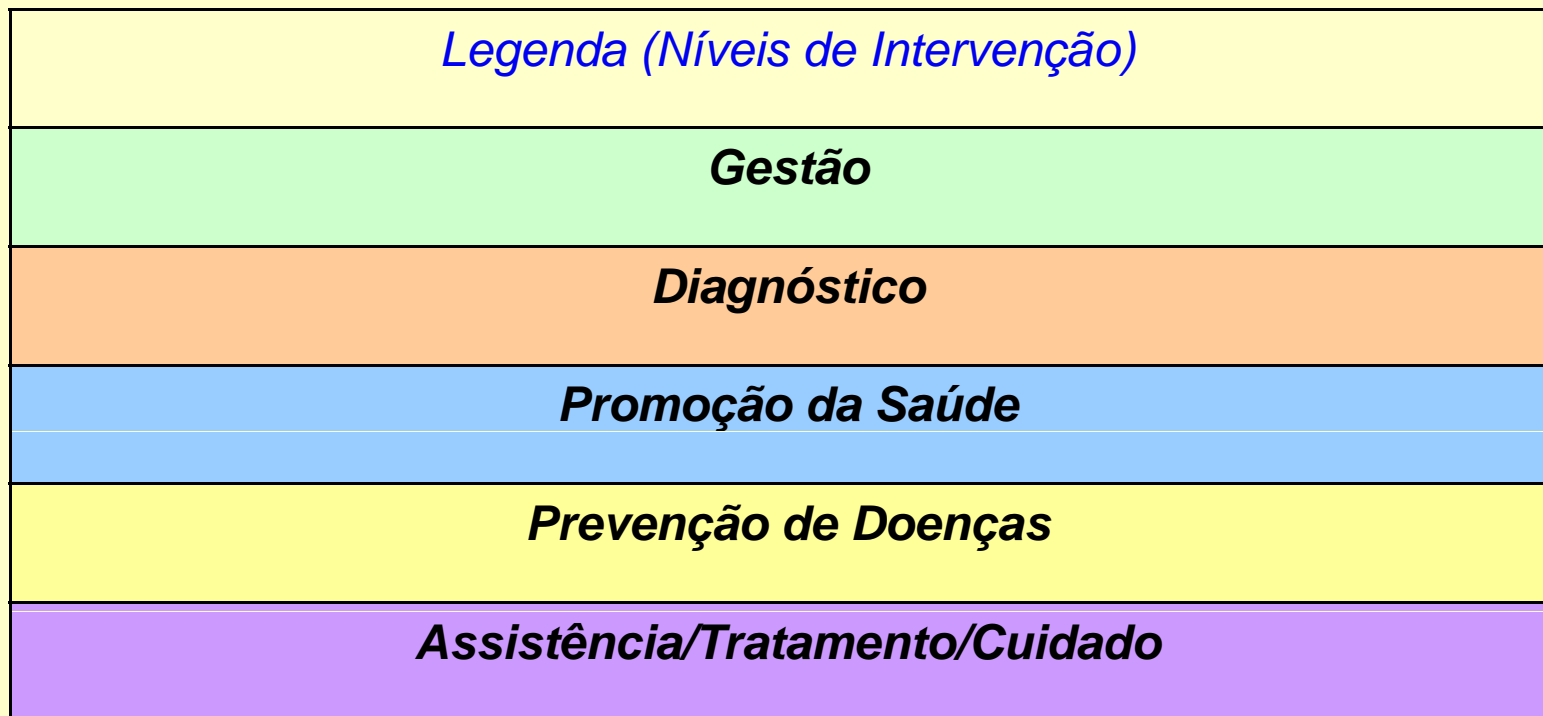 Legenda (Níveis de Intervenção)
Gestão
Diagnóstico
Promoção da Saúde
Prevenção de Doenças
Assistência/Tratamento/Cuidado